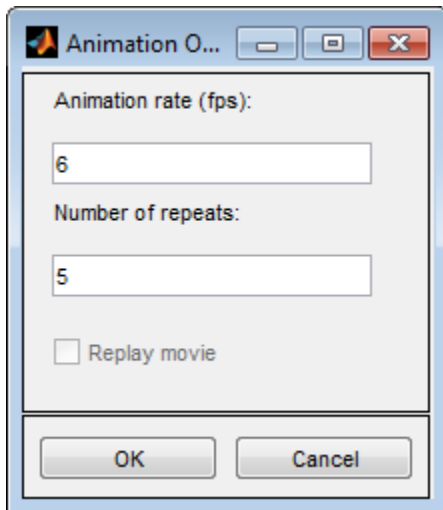 Animation O...
Animation rate (fps):
6
Number of repeats:
5
Replay movie
OK
Cancel